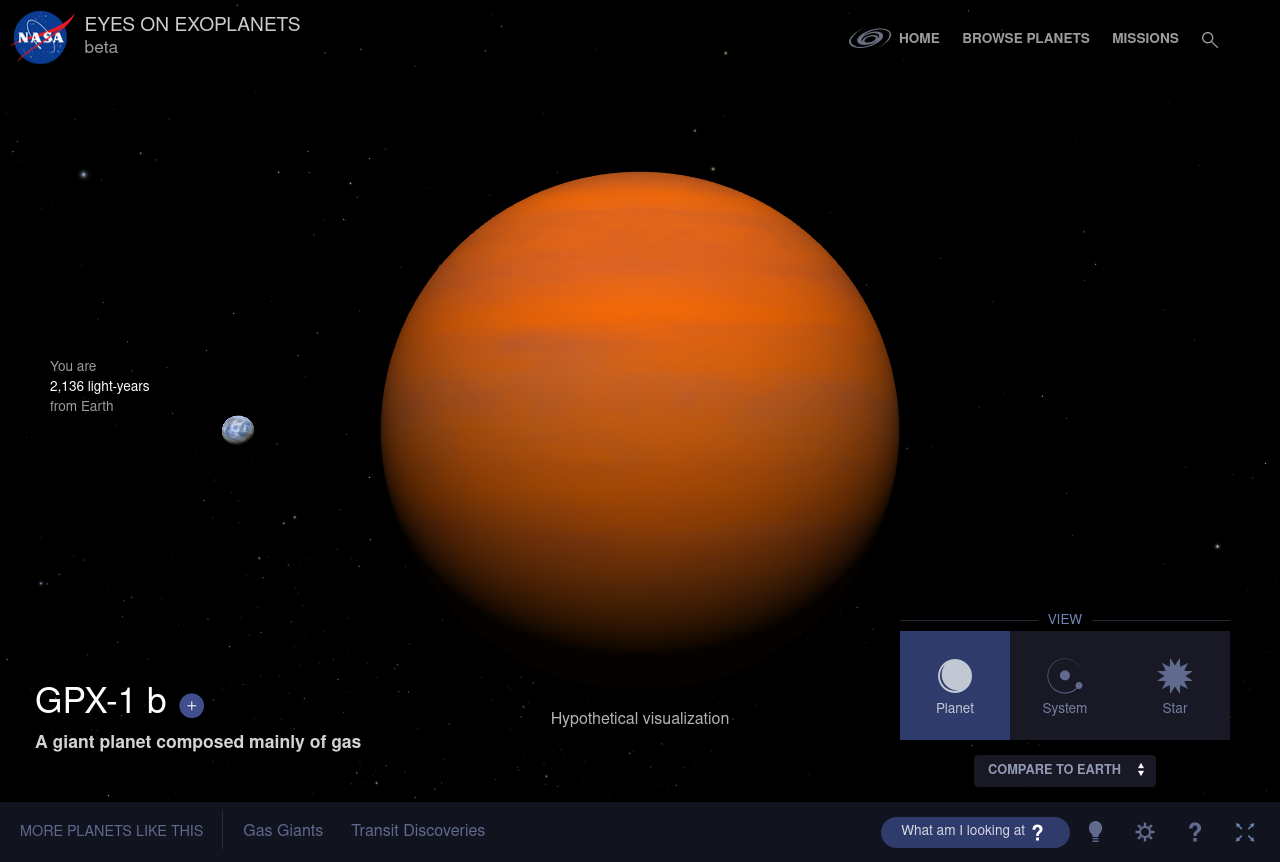 NASA
EYES ON EXOPLANETS
beta
HOME
BROWSE PLANETS
MISSIONS
You are
2,136 light-years
from Earth
VIEW
Planet
System
Star
GPX-1 b +
A giant planet composed mainly of gas
Hypothetical visualization
COMPARE TO EARTH
MORE PLANETS LIKE THIS
Gas Giants
Transit Discoveries
What am I looking at ?
?